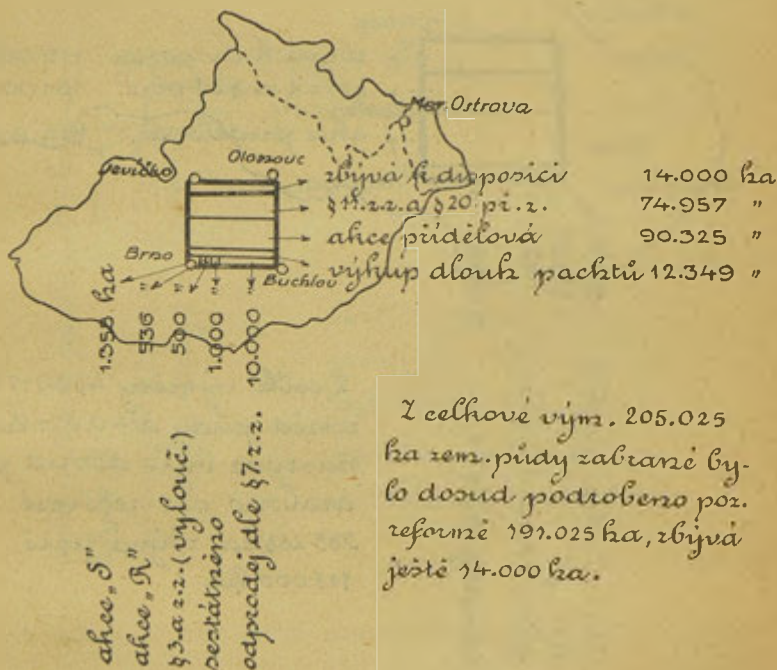 Mor. Ostrava
Jevíčko
Olomouc
Brno
Buchlov
zbývá k disposici 14.000 ha
§ 11.z.z. a § 20 př.z. 74.957 "
akce přídělová 90.325 "
výkup dlouh. pachtů 12.349 "
1.358 ha
536 "
500 "
1.000 "
10.000 "
akce „S"
akce „R"
§3.a z.z. (vylouč.)
sestátněno
odprodej dle §7.z.z.
Z celkové vým. 205.025
ha zem. půdy zabrané by-
lo dosud podrobeno poz.
reformě 191.025 ha, zbývá
ještě 14.000 ha.